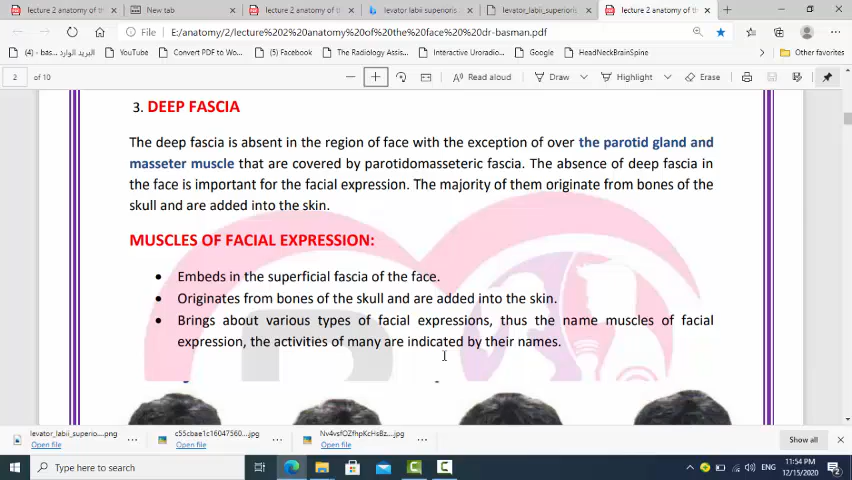 lecture 2 anatomy of the f
New tab
lecture 2 anatomy of th
levator labii superioris
levator_labii_superioris
lecture 2 anatomy of th
File
E:/anatomy/2/lecture%202%20anatomy%20of%20the%20face%20%20dr-basman.pdf
YouTube
Convert PDF to Wo
(5) Facebook
The Radiology Assist
Interactive Uroradio
Google
HeadNeckBrainSpine
Other favorites
2 of 10
Read aloud
Draw
Highlight
Erase
3. DEEP FASCIA
The deep fascia is absent in the region of face with the exception of over the parotid gland and
masseter muscle that are covered by parotidomasseteric fascia. The absence of deep fascia in
the face is important for the facial expression. The majority of them originate from bones of the
skull and are added into the skin.
MUSCLES OF FACIAL EXPRESSION:
• Embeds in the superficial fascia of the face.
• Originates from bones of the skull and are added into the skin.
• Brings about various types of facial expressions, thus the name muscles of facial
expression, the activities of many are indicated by their names.
levator_labii_superio....png
Open file
c55cbae1c16047560....jpg
Open file
Nv4vsfOZfhpKcHsBz....jpg
Open file
Show all
Type here to search
ENG
11:54 PM
12/15/2020